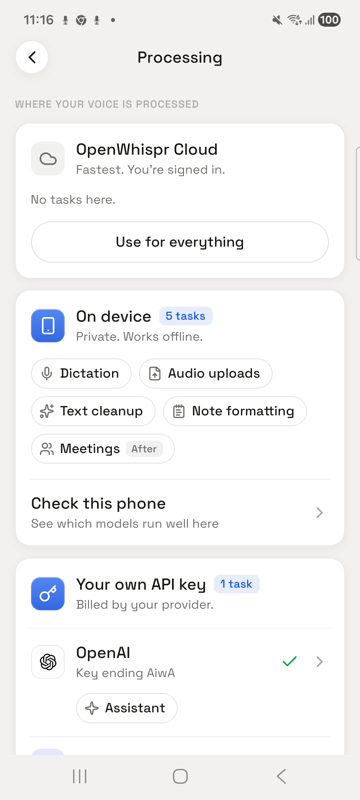 11:16
100
Processing
WHERE YOUR VOICE IS PROCESSED
OpenWhispr Cloud
Fastest. You're signed in.
No tasks here.
Use for everything
On device 5 tasks
Private. Works offline.
Dictation Audio uploads
Text cleanup Note formatting
Meetings After
Check this phone
See which models run well here
Your own API key 1 task
Billed by your provider.
OpenAI
Key ending AiwA
Assistant